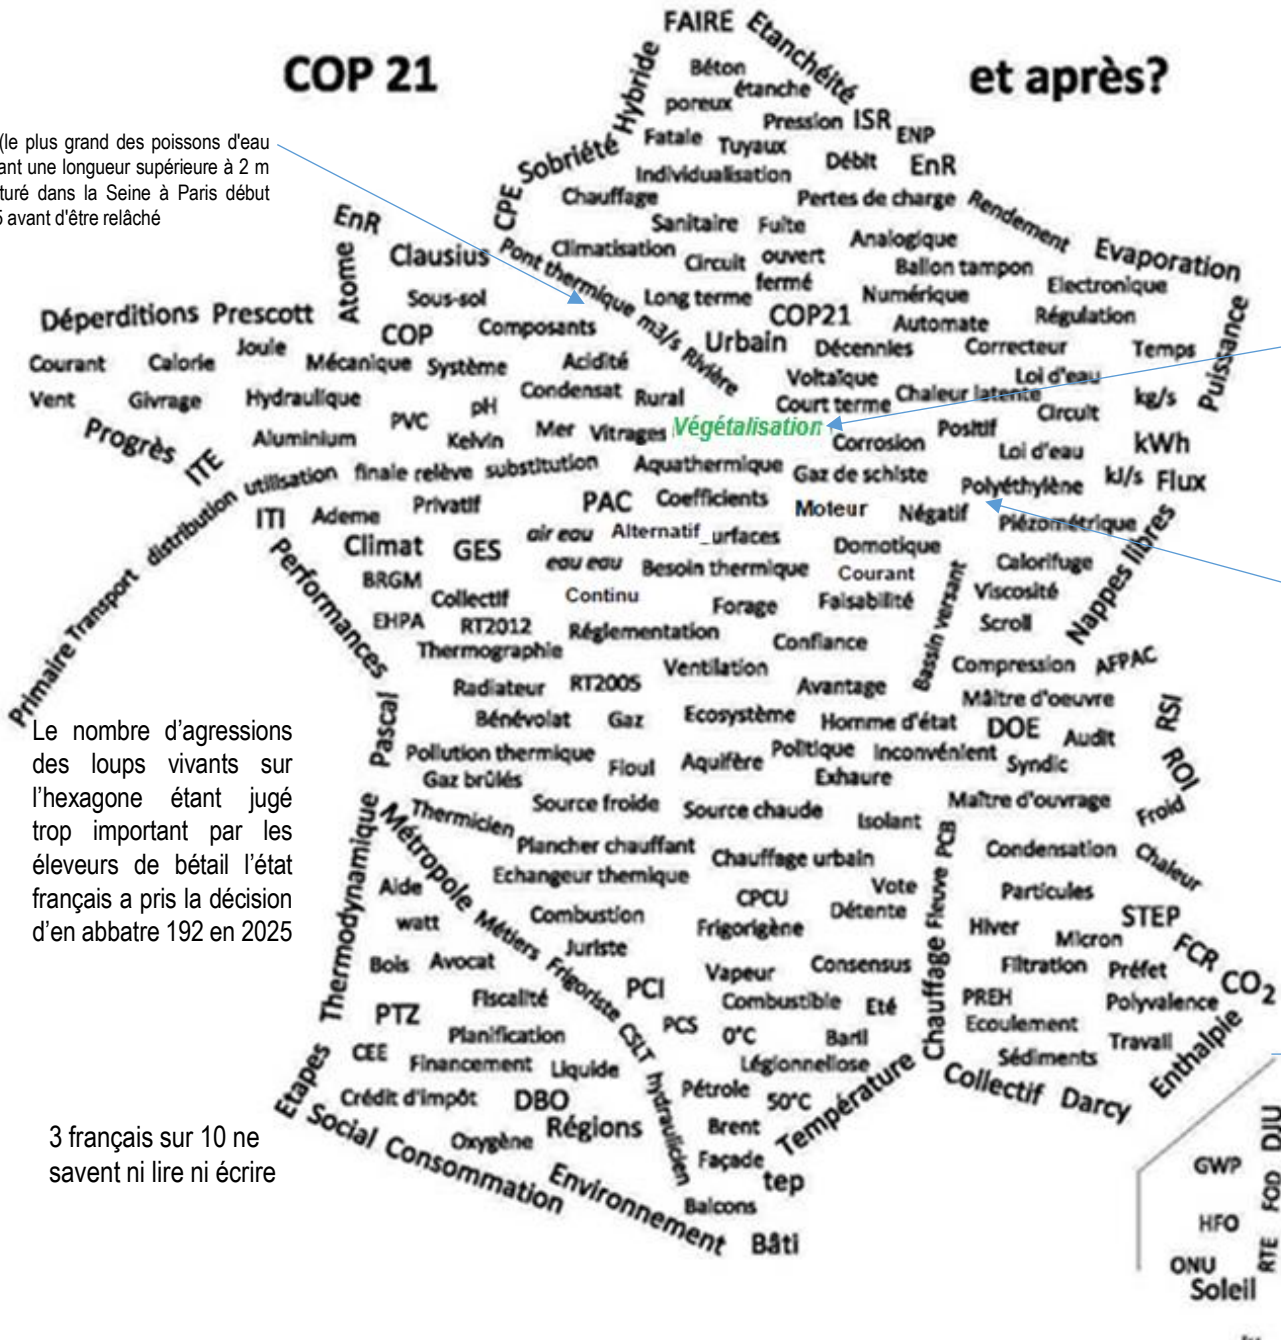 FAIRE Etanchéité
COP 21
et après?
Hybride
Béton
étanche
poreux
Pression ISR
ENP
(le plus grand des poissons d'eau
ant une longueur supérieure à 2 m
turé dans la Seine à Paris début
5 avant d'être relâché
Fatale Tuyaux
Débit EnR
Sobriété
Individualisation
CPE
Chauffage
Pertes de charge Rendement
EnR
Sanitaire Fuite
Analogique
Evaporation
Atome
Clausius
Pont thermique m3/s Rivière
Climatisation
Circuit ouvert
fermé
Ballon tampon
Electronique
Sous-sol
Long terme
Numérique
Puissance
Déperditions Prescott
COP
Composants
COP21
Automate
Régulation
Courant Calorie Joule Mécanique Système
Acidité
Urbain Décennies Correcteur
Temps
Voltaïque
Loi d'eau
Vent Givrage Hydraulique
pH
Condensat Rural
Court terme Chaleur latente
Circuit
kg/s
Progrès ITE
Aluminium
PVC
Kelvin
Mer Vitrages Végétalisation
Corrosion
Positif
Loi d'eau
kWh
Primaire Transport distribution utilisation finale relève substitution
Aquathermique
Gaz de schiste
Polyéthylène
kJ/s Flux
ITI Ademe
Privatif
PAC
Coefficients
Moteur
Négatif
Piézométrique
Nappes libres
Performances
Climat GES
air eau Alternatif_urfaces
Domotique
Calorifuge
BRGM
eau eau Besoin thermique
Courant
Bassin versant
Viscosité
Collectif
Continu
Forage
Faisabilité
Scroll
EHPA RT2012 Réglementation
Confiance
Thermographie
Ventilation
Compression AFPAC
Radiateur RT2005
Avantage
Mâitre d'oeuvre
RSI
Pascal
Bénévolat Gaz
Ecosystème Homme d'état
DOE Audit
Le nombre d'agressions
des loups vivants sur
l'hexagone étant jugé
trop important par les
éleveurs de bétail l'état
français a pris la décision
d'en abbatre 192 en 2025
Pollution thermique
Fioul
Aquifère
Politique Inconvénient
Syndic
ROI
Gaz brûlés
Exhaure
Thermodynamique
Métropole
Thermicien
Source froide Source chaude
Isolant
Maître d'ouvrage
Froid
Plancher chauffant
Chauffage urbain
Chauffage Fleuve PCB
Condensation
Chaleur
Aide
Echangeur themique
CPCU
Vote
Particules
watt
Métiers
Combustion
Frigorigène
Détente
STEP
Juriste
Hiver
Micron
FCR
Bois Avocat
Frigoriste CSLT hydraulicien
PCI
Vapeur
Consensus
Filtration
Préfet
CO2
Fiscalité
Combustible Eté
PREH
Polyvalence
PTZ
Planification
PCS
0°C
Baril
Ecoulement
Travail
Enthalpie
CEE
Financement
Liquide
Légionnellose
Sédiments
Etapes
Crédit d'impôt
DBO
Pétrole
50°C
Température
Collectif Darcy
3 français sur 10 ne
savent ni lire ni écrire
Social Consommation
Oxygène
Régions
Brent
DJU
Façade
tep
GWP
FOD
Environnement
Balcons
HFO
Bâti
ONU
RTE
Soleil